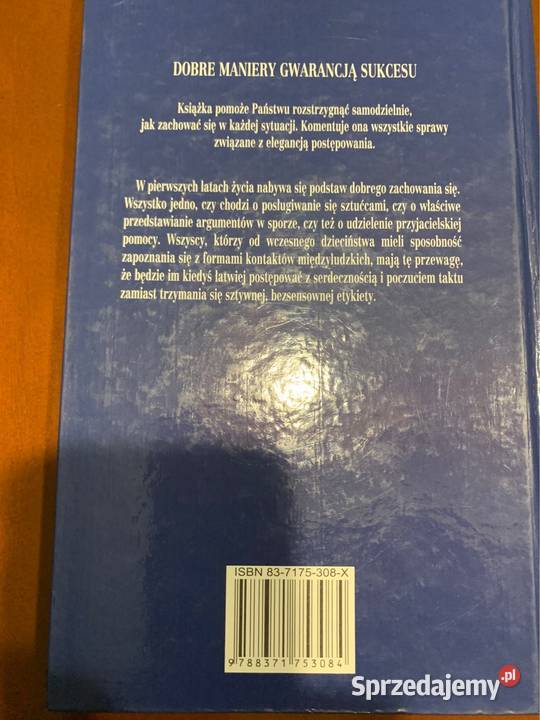 DOBRE MANIERY GWARANCJĄ SUKCESU
Książka pomoże Państwu rozstrzygnąć samodzielnie,
jak zachować się w każdej sytuacji. Komentuje ona wszystkie sprawy
związane z elegancją postępowania.
W pierwszych latach życia nabywa się podstaw dobrego zachowania się.
Wszystko jedno, czy chodzi o posługiwanie się sztućcami, czy o właściwe
przedstawianie argumentów w sporze, czy też o udzielenie przyjacielskiej
pomocy. Wszyscy, którzy od wczesnego dzieciństwa mieli sposobność
zapoznania się z formami kontaktów międzyludzkich, mają tę przewagę,
że będzie im kiedyś łatwiej postępować z serdecznością i poczuciem taktu
zamiast trzymania się sztywnej, bezsensownej etykiety.
ISBN 83-7175-308-X
9 788371 753084
Sprzedajemy.pl